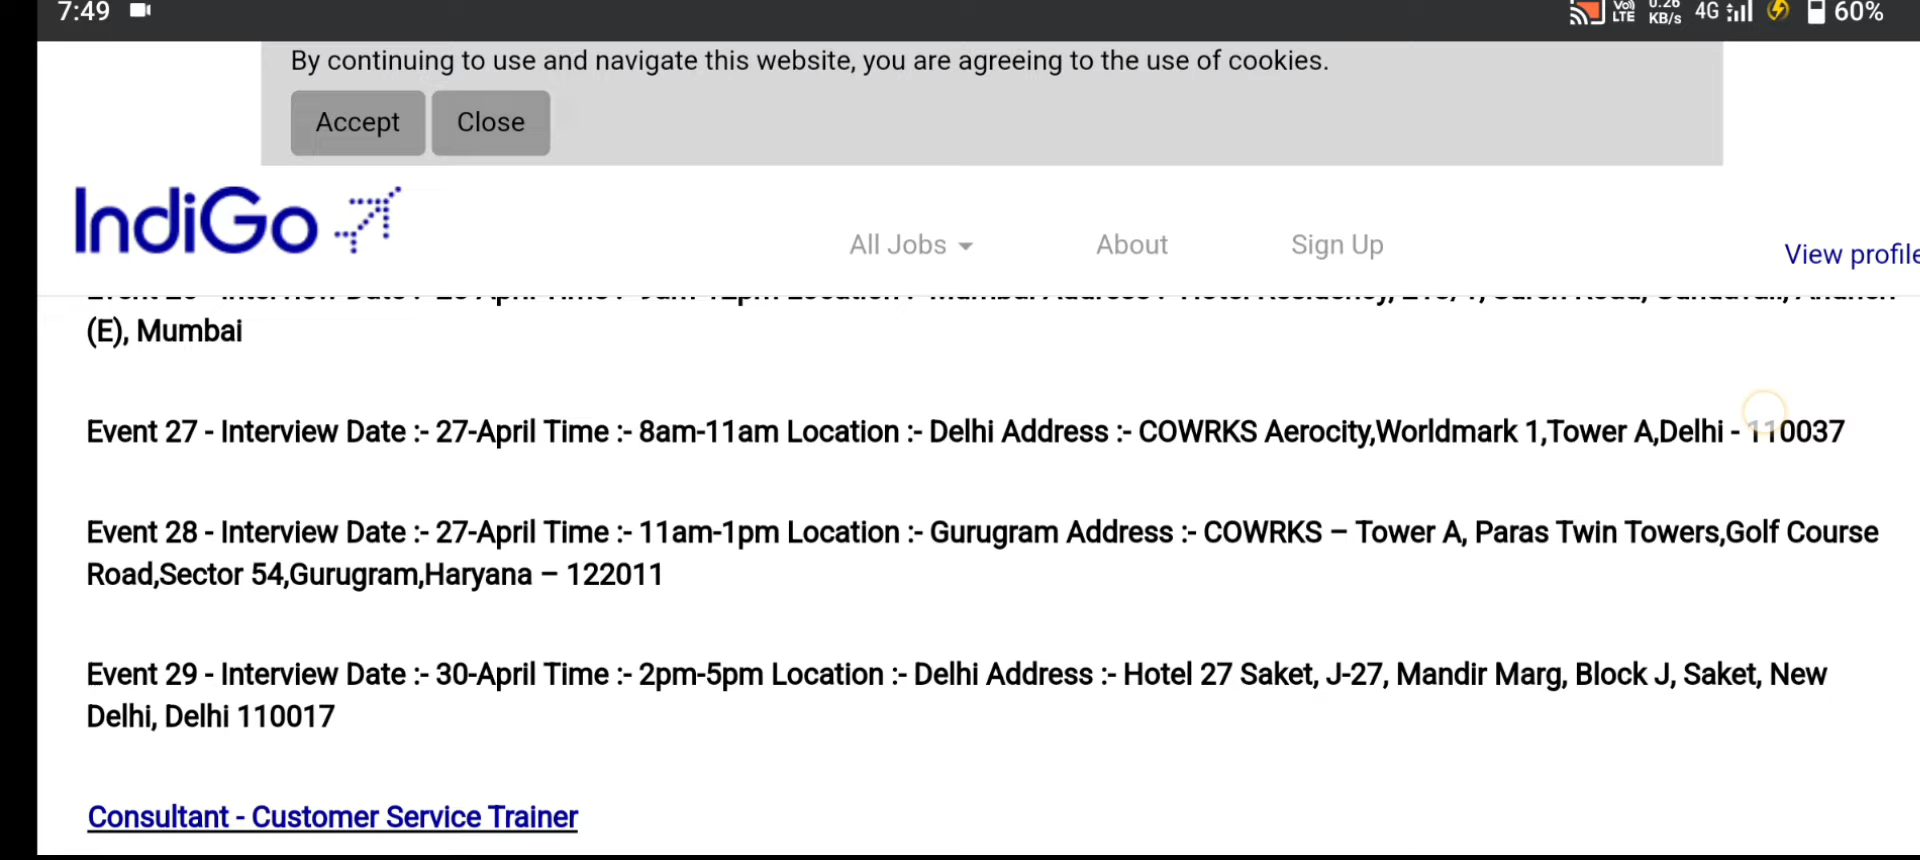 7:49
Vo) LTE 0.26 KB/s 4G 60%
By continuing to use and navigate this website, you are agreeing to the use of cookies.
Accept Close
IndiGo
All Jobs About Sign Up
View profile
(E), Mumbai
Event 27 - Interview Date :- 27-April Time :- 8am-11am Location :- Delhi Address :- COWRKS Aerocity,Worldmark 1,Tower A,Delhi - 110037
Event 28 - Interview Date :- 27-April Time :- 11am-1pm Location :- Gurugram Address :- COWRKS – Tower A, Paras Twin Towers,Golf Course
Road,Sector 54,Gurugram,Haryana – 122011
Event 29 - Interview Date :- 30-April Time :- 2pm-5pm Location :- Delhi Address :- Hotel 27 Saket, J-27, Mandir Marg, Block J, Saket, New
Delhi, Delhi 110017
Consultant - Customer Service Trainer